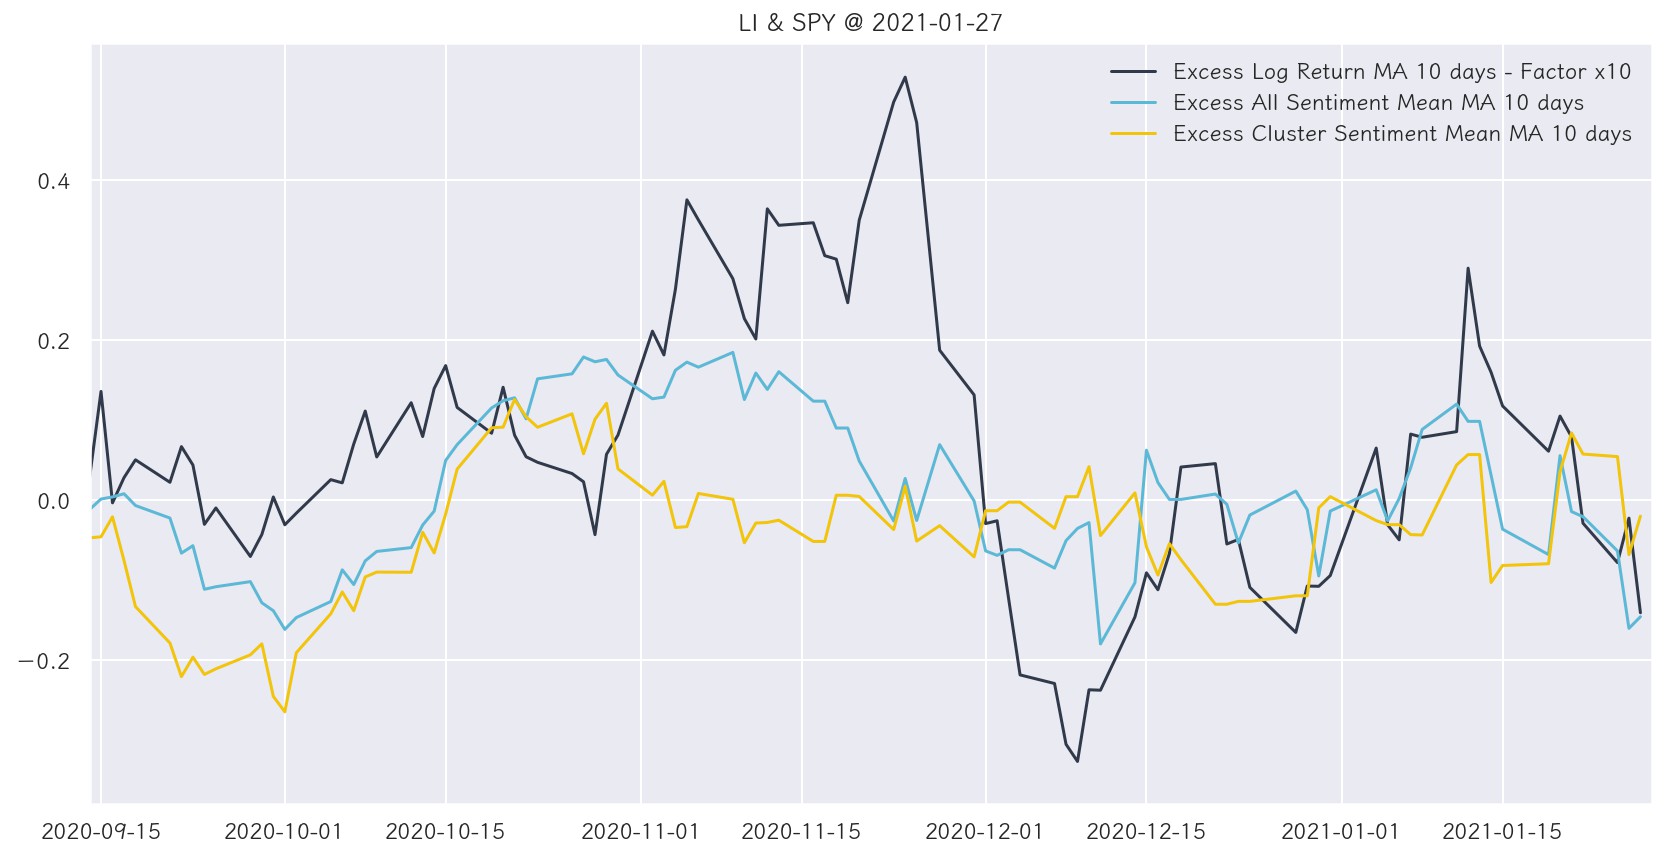 LI & SPY @ 2021-01-27
Excess Log Return MA 10 days - Factor x10
Excess All Sentiment Mean MA 10 days
Excess Cluster Sentiment Mean MA 10 days
0.4
0.2
0.0
−0.2
2020-09-15 2020-10-01 2020-10-15 2020-11-01 2020-11-15 2020-12-01 2020-12-15 2021-01-01 2021-01-15